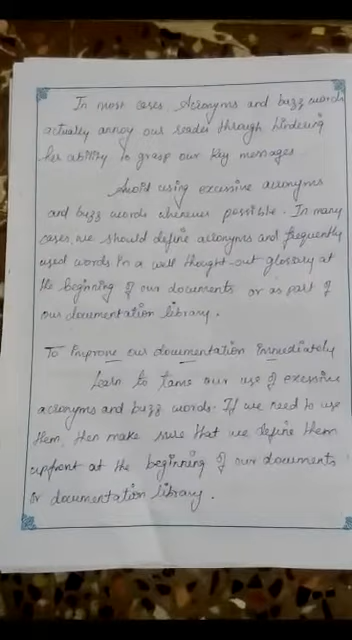 In most cases Acronyms and buzz words
actually annoy our reader through hindering
her ability to grasp our key messages
Avoid using excessive acronyms
and buzz words wherever possible. In many
cases, we should define acronyms and frequently
used words in a well thought-out glossary at
the beginning of our documents or as part of
our documentation library.
To Improve our documentation Immediately
Learn to tame our use of excessive
acronyms and buzz words. If we need to use
them, then make sure that we define them
upfront at the beginning of our documents
or documentation library.